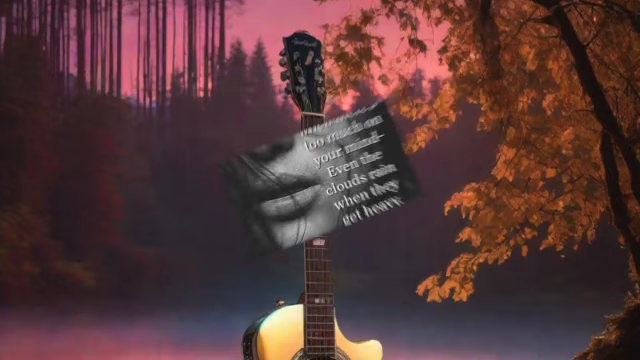 too much on
your mind
Even the
clouds rain
when they
get heavy.